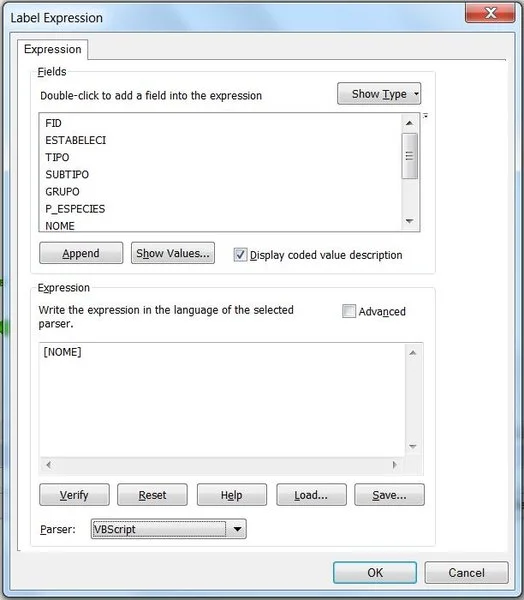 Label Expression
Expression
Fields
Double-click to add a field into the expression
Show Type
FID
ESTABELECI
TIPO
SUBTIPO
GRUPO
P_ESPECIES
NOME
Append
Show Values...
Display coded value description
Expression
Write the expression in the language of the selected
parser.
Advanced
[NOME]
Verify
Reset
Help
Load...
Save...
Parser:
VBScript
OK
Cancel